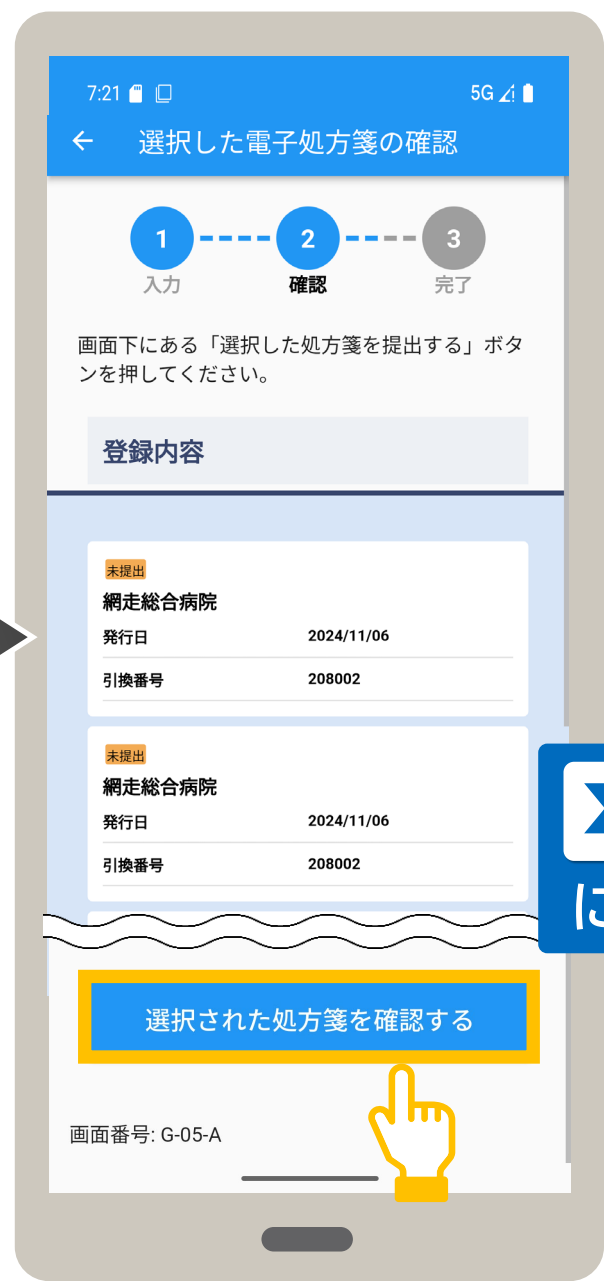 7:21 5G
選択した電子処方箋の確認
1 2 3
入力 確認 完了
画面下にある「選択した処方箋を提出する」ボタ
ンを押してください。
登録内容
未提出
網走総合病院
発行日 2024/11/06
引換番号 208002
未提出
網走総合病院
発行日 2024/11/06
引換番号 208002
に
選択された処方箋を確認する
画面番号: G-05-A